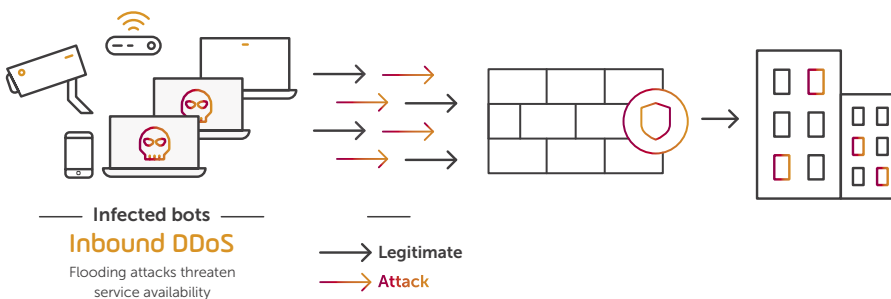 Infected bots
Inbound DDoS
Flooding attacks threaten
service availability
Legitimate
Attack